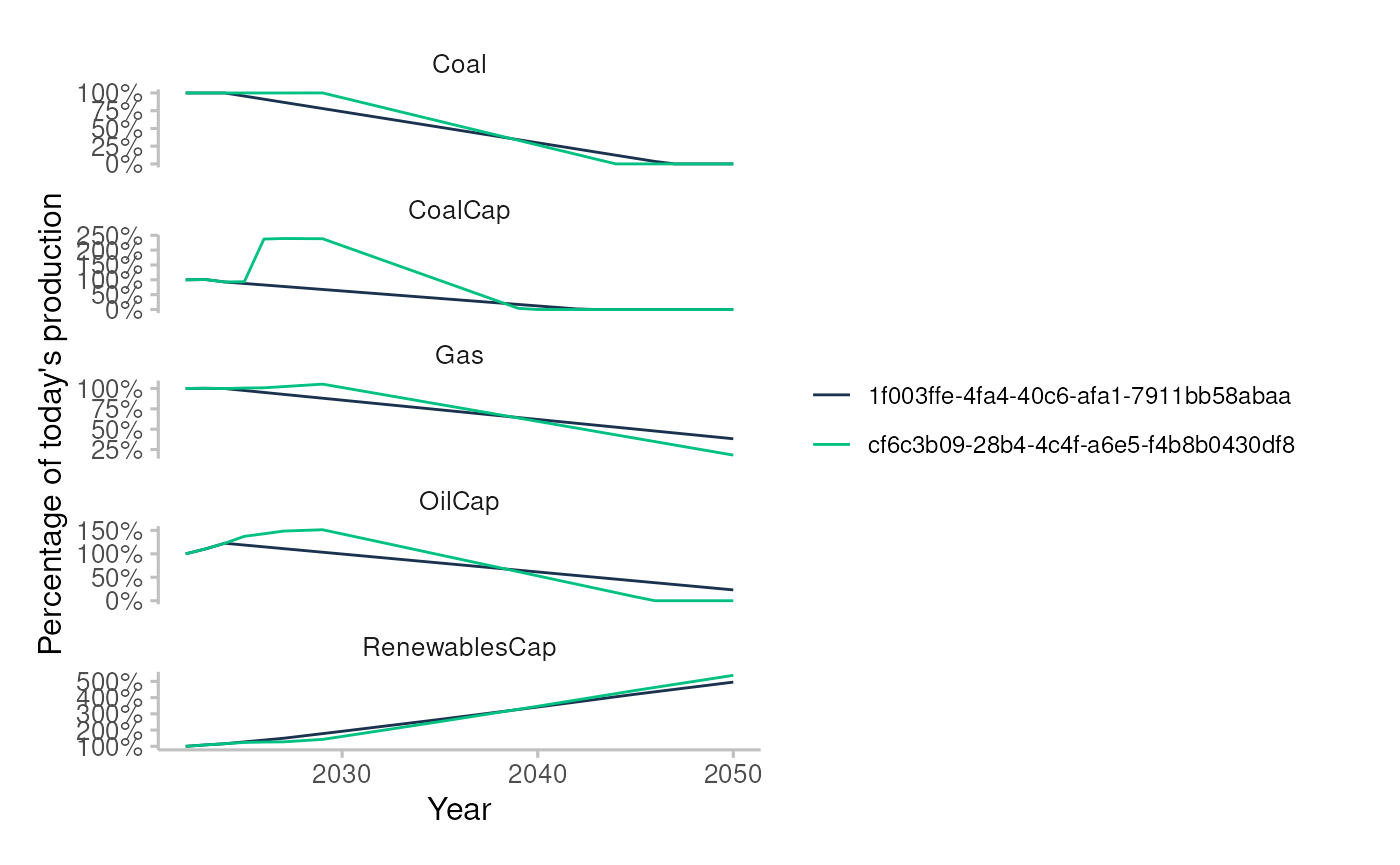 Coal
100%
75%
50%
25%
0%
CoalCap
250%
200%
150%
100%
50%
0%
Gas
100%
75%
50%
25%
OilCap
150%
100%
50%
0%
RenewablesCap
500%
400%
300%
200%
100%
2030 2040 2050
Year
Percentage of today's production
1f003ffe-4fa4-40c6-afa1-7911bb58abaa
cf6c3b09-28b4-4c4f-a6e5-f4b8b0430df8